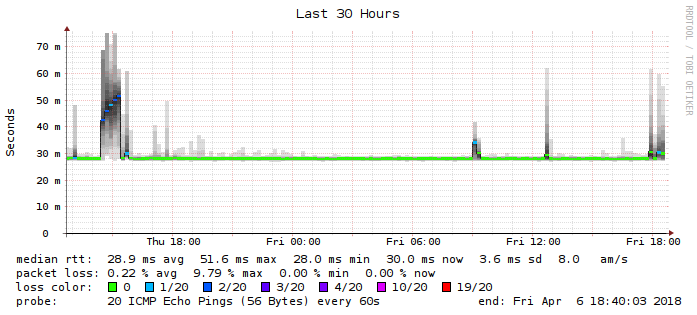 Last 30 Hours
RRDTOOL / TOBI OETIKER
Seconds
70 m
60 m
50 m
40 m
30 m
20 m
10 m
0
Thu 18:00 Fri 00:00 Fri 06:00 Fri 12:00 Fri 18:00
median rtt: 28.9 ms avg 51.6 ms max 28.0 ms min 30.0 ms now 3.6 ms sd 8.0 am/s
packet loss: 0.22 % avg 9.79 % max 0.00 % min 0.00 % now
loss color: 0 1/20 2/20 3/20 4/20 10/20 19/20
probe: 20 ICMP Echo Pings (56 Bytes) every 60s end: Fri Apr 6 18:40:03 2018